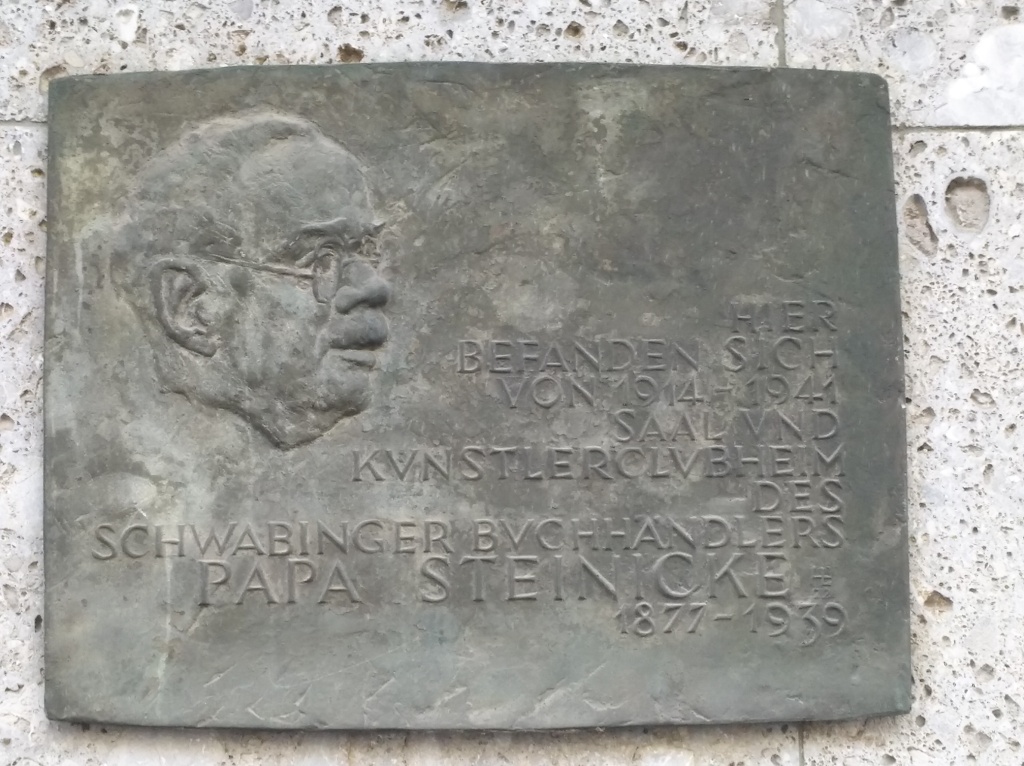 HIER
BEFANDEN SICH
VON 1914-1941
SAAL VND
KVNSTLERCLVBHEIM
DES
SCHWABINGER BVCHHÄNDLERS
PAPA STEINICKE
1877-1939